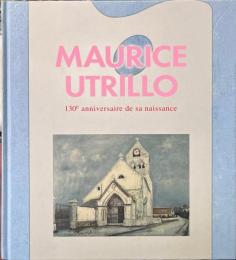 MAURICE
UTRILLO
130e anniversaire de sa naissance